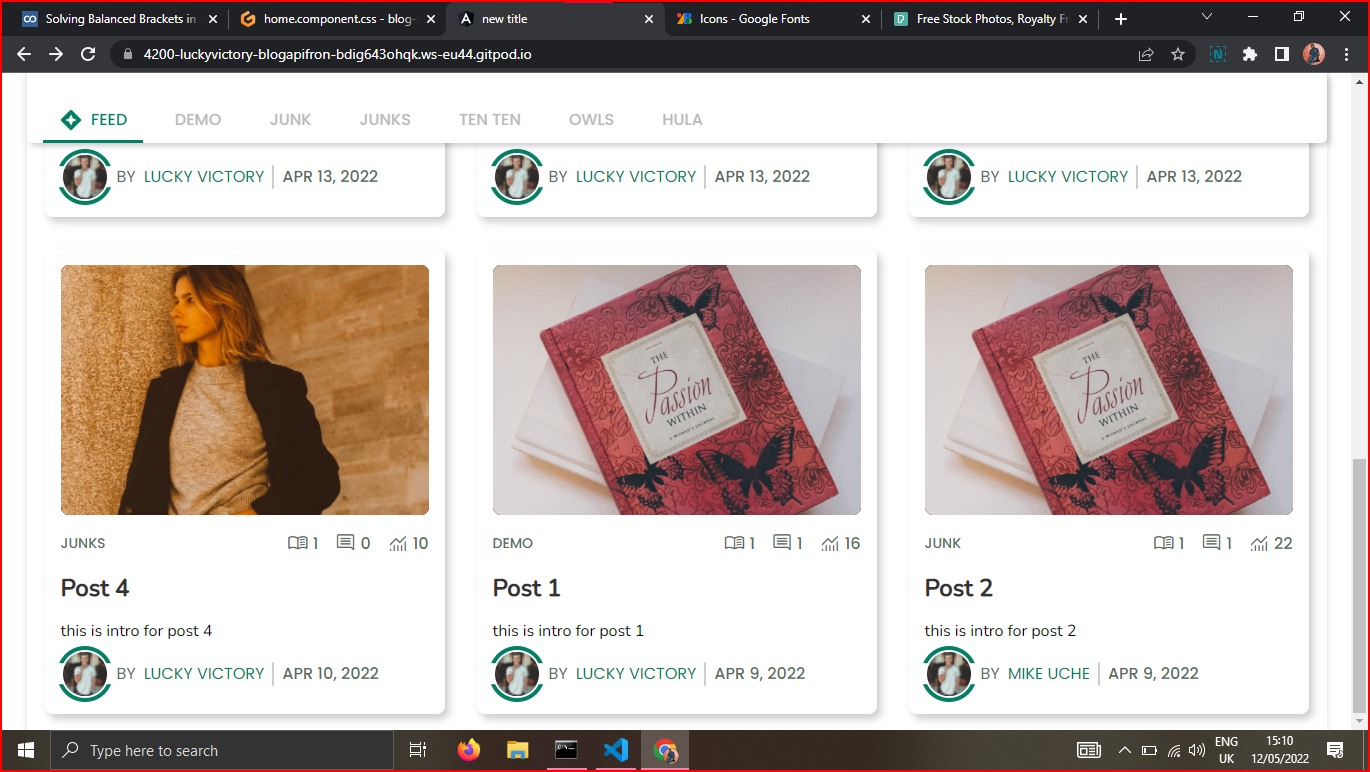 Solving Balanced Brackets in
home.component.css - blog-
new title
Icons - Google Fonts
Free Stock Photos, Royalty Fr
4200-luckyvictory-blogapifron-bdig643ohqk.ws-eu44.gitpod.io
FEED DEMO JUNK JUNKS TEN TEN OWLS HULA
BY LUCKY VICTORY | APR 13, 2022
BY LUCKY VICTORY | APR 13, 2022
BY LUCKY VICTORY | APR 13, 2022
THE
Passion
WITHIN
A WOMAN'S JOURNAL
THE
Passion
WITHIN
A WOMAN'S JOURNAL
JUNKS 1 0 10
Post 4
this is intro for post 4
BY LUCKY VICTORY | APR 10, 2022
DEMO 1 1 16
Post 1
this is intro for post 1
BY LUCKY VICTORY | APR 9, 2022
JUNK 1 1 22
Post 2
this is intro for post 2
BY MIKE UCHE | APR 9, 2022
Type here to search
ENG
UK
15:10
12/05/2022